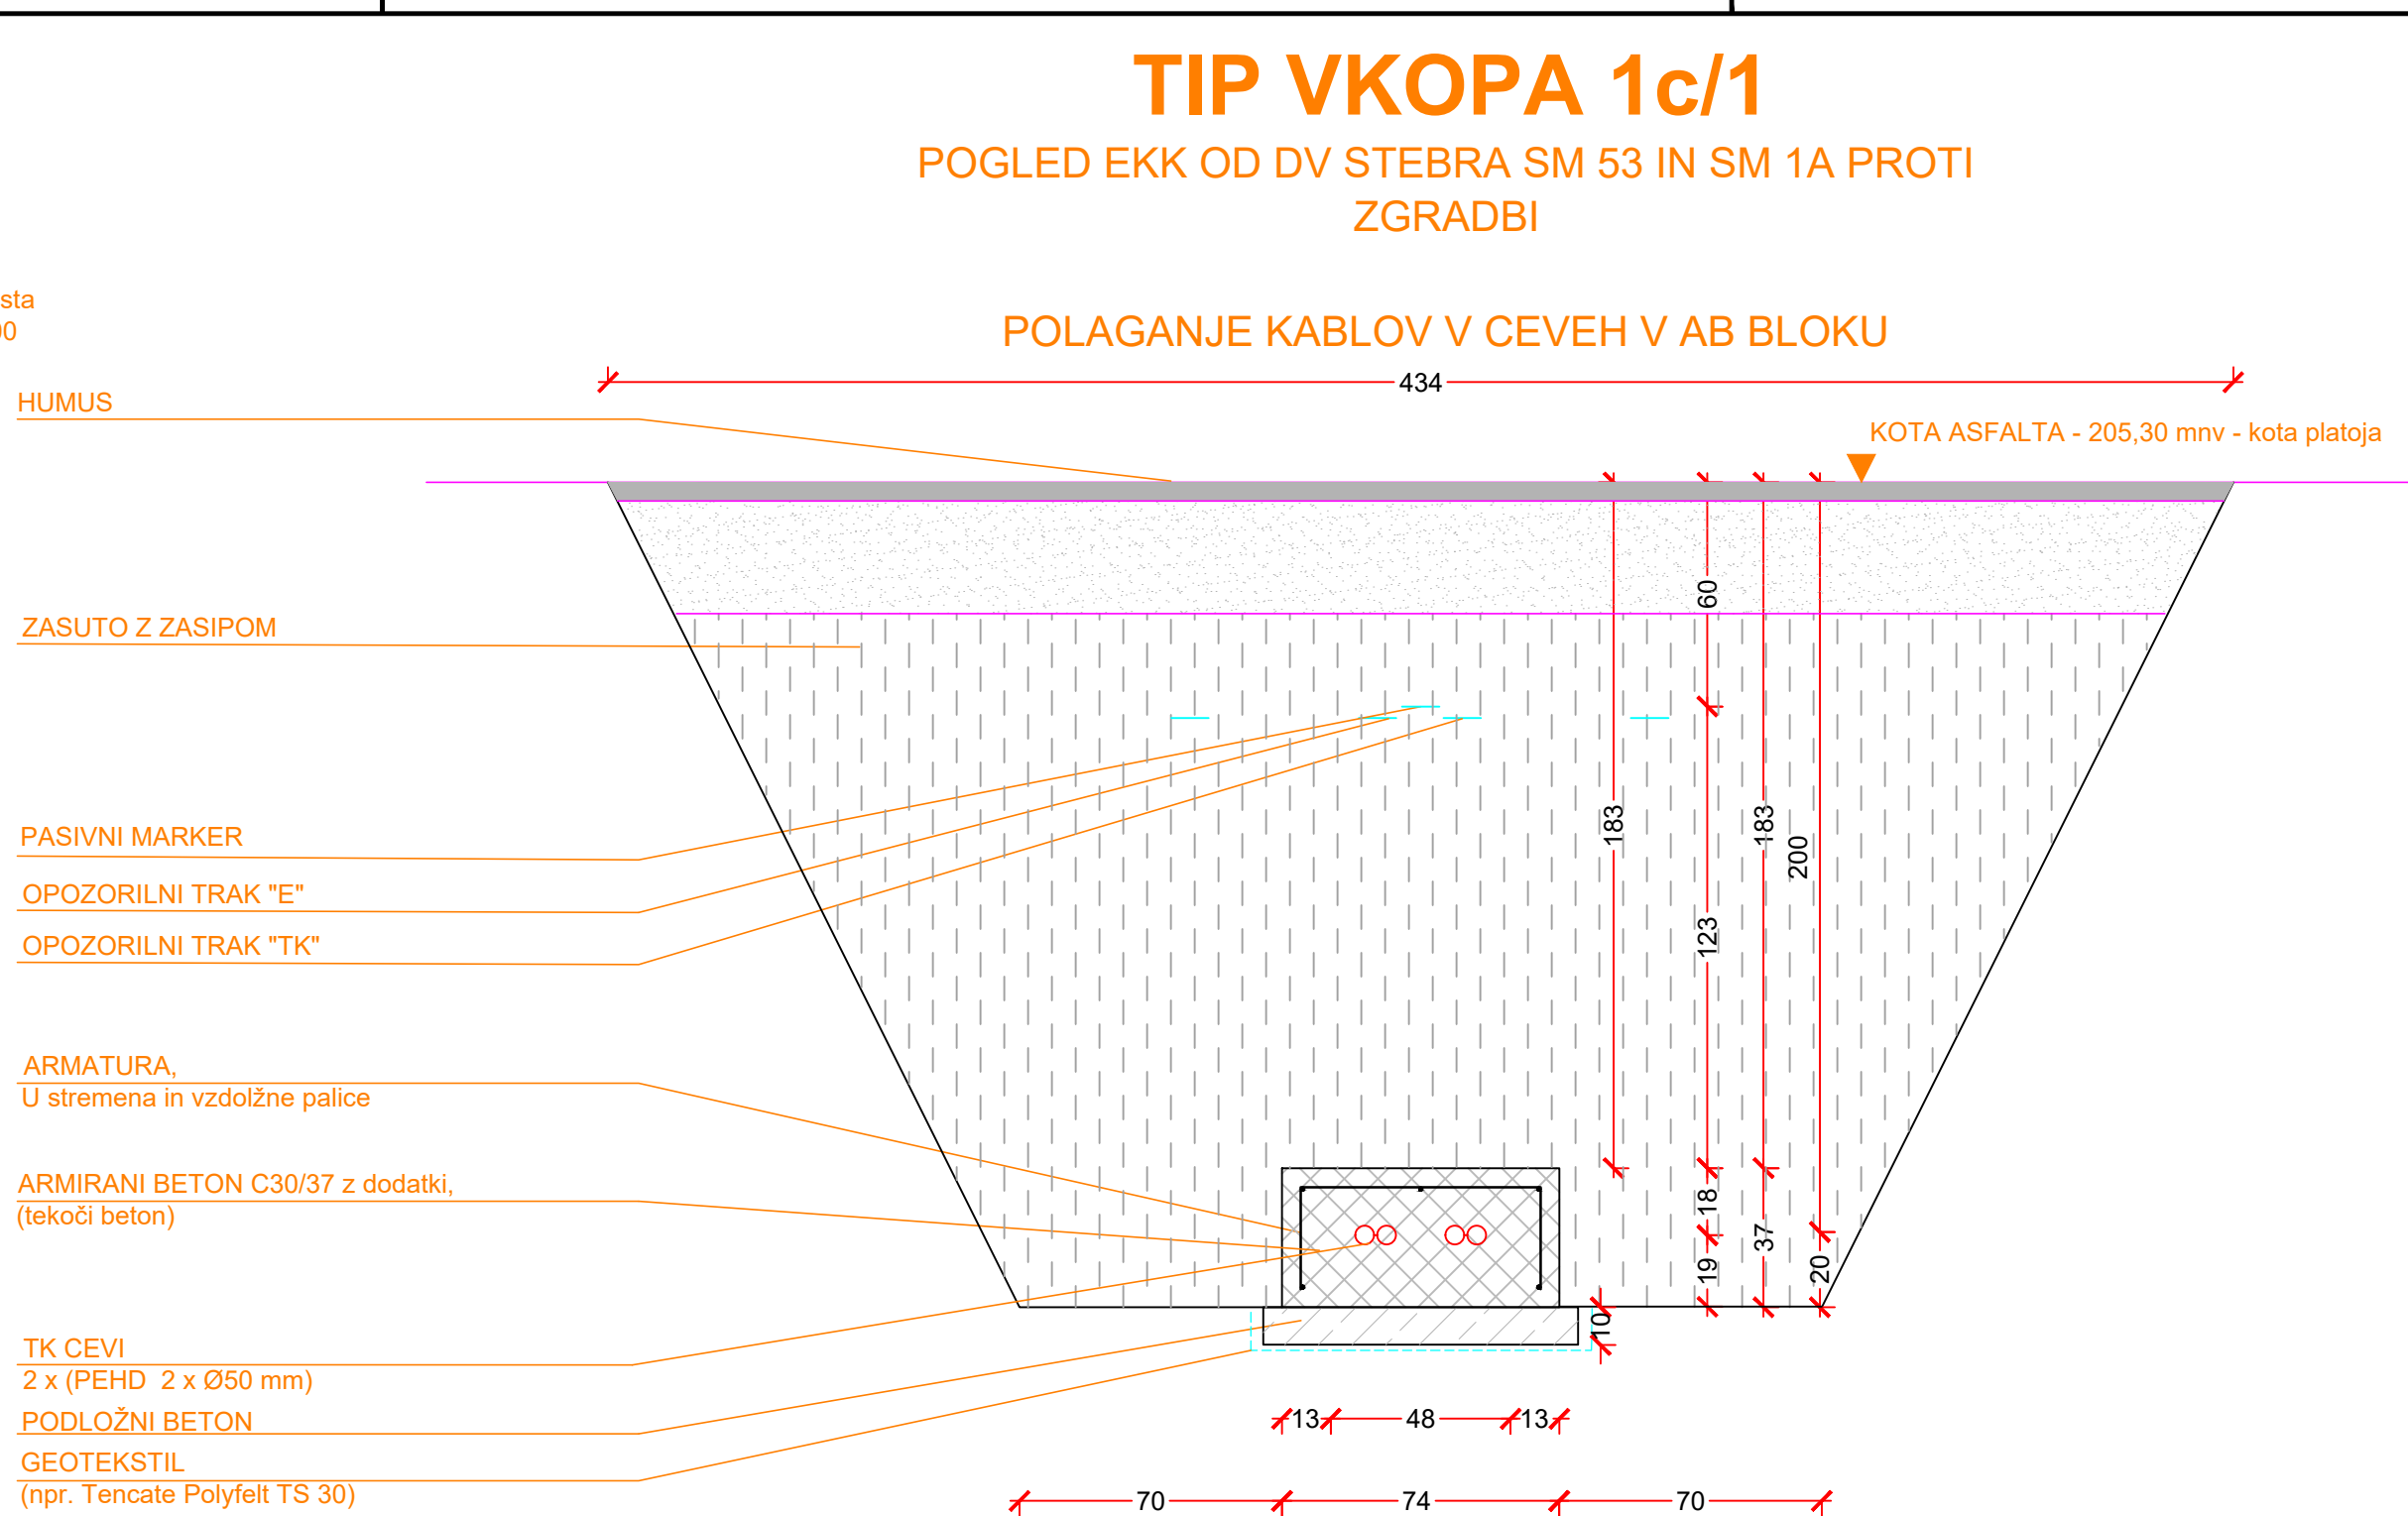 TIP VKOPA 1c/1
POGLED EKK OD DV STEBRA SM 53 IN SM 1A PROTI
ZGRADBI
POLAGANJE KABLOV V CEVEH V AB BLOKU
434
KOTA ASFALTA - 205,30 mnv - kota platoja
HUMUS
ZASUTO Z ZASIPOM
PASIVNI MARKER
OPOZORILNI TRAK "E"
OPOZORILNI TRAK "TK"
ARMATURA,
U stremena in vzdolžne palice
ARMIRANI BETON C30/37 z dodatki,
(tekoči beton)
TK CEVI
2 x (PEHD 2 x Ø50 mm)
PODLOŽNI BETON
GEOTEKSTIL
(npr. Tencate Polyfelt TS 30)
183
60
123
18
19
183
37
200
20
10
13
48
13
70
74
70